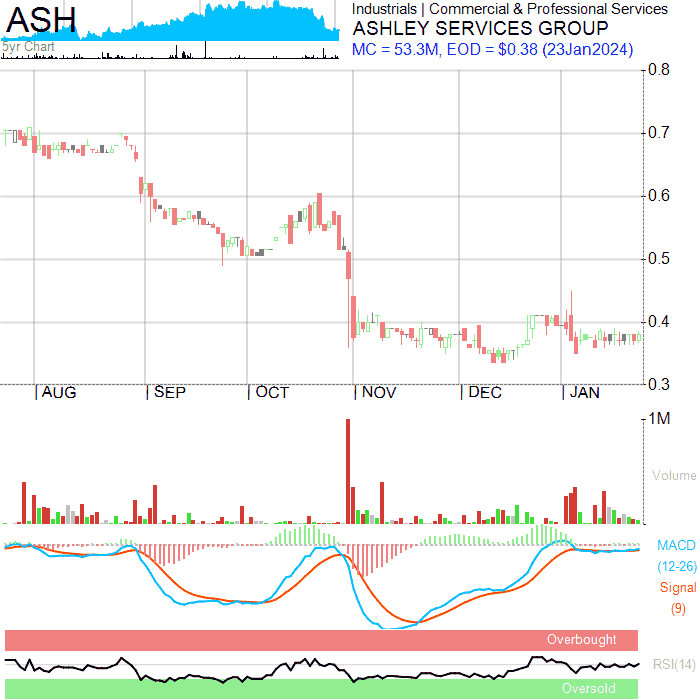 ASH
5yr Chart
Industrials | Commercial & Professional Services
ASHLEY SERVICES GROUP
MC = 53.3M, EOD = $0.38 (23Jan2024)
0.8
0.7
0.6
0.5
0.4
0.3
| AUG | SEP | OCT | NOV | DEC | JAN
1M
Volume
MACD
(12-26)
Signal
(9)
Overbought
RSI(14)
Oversold